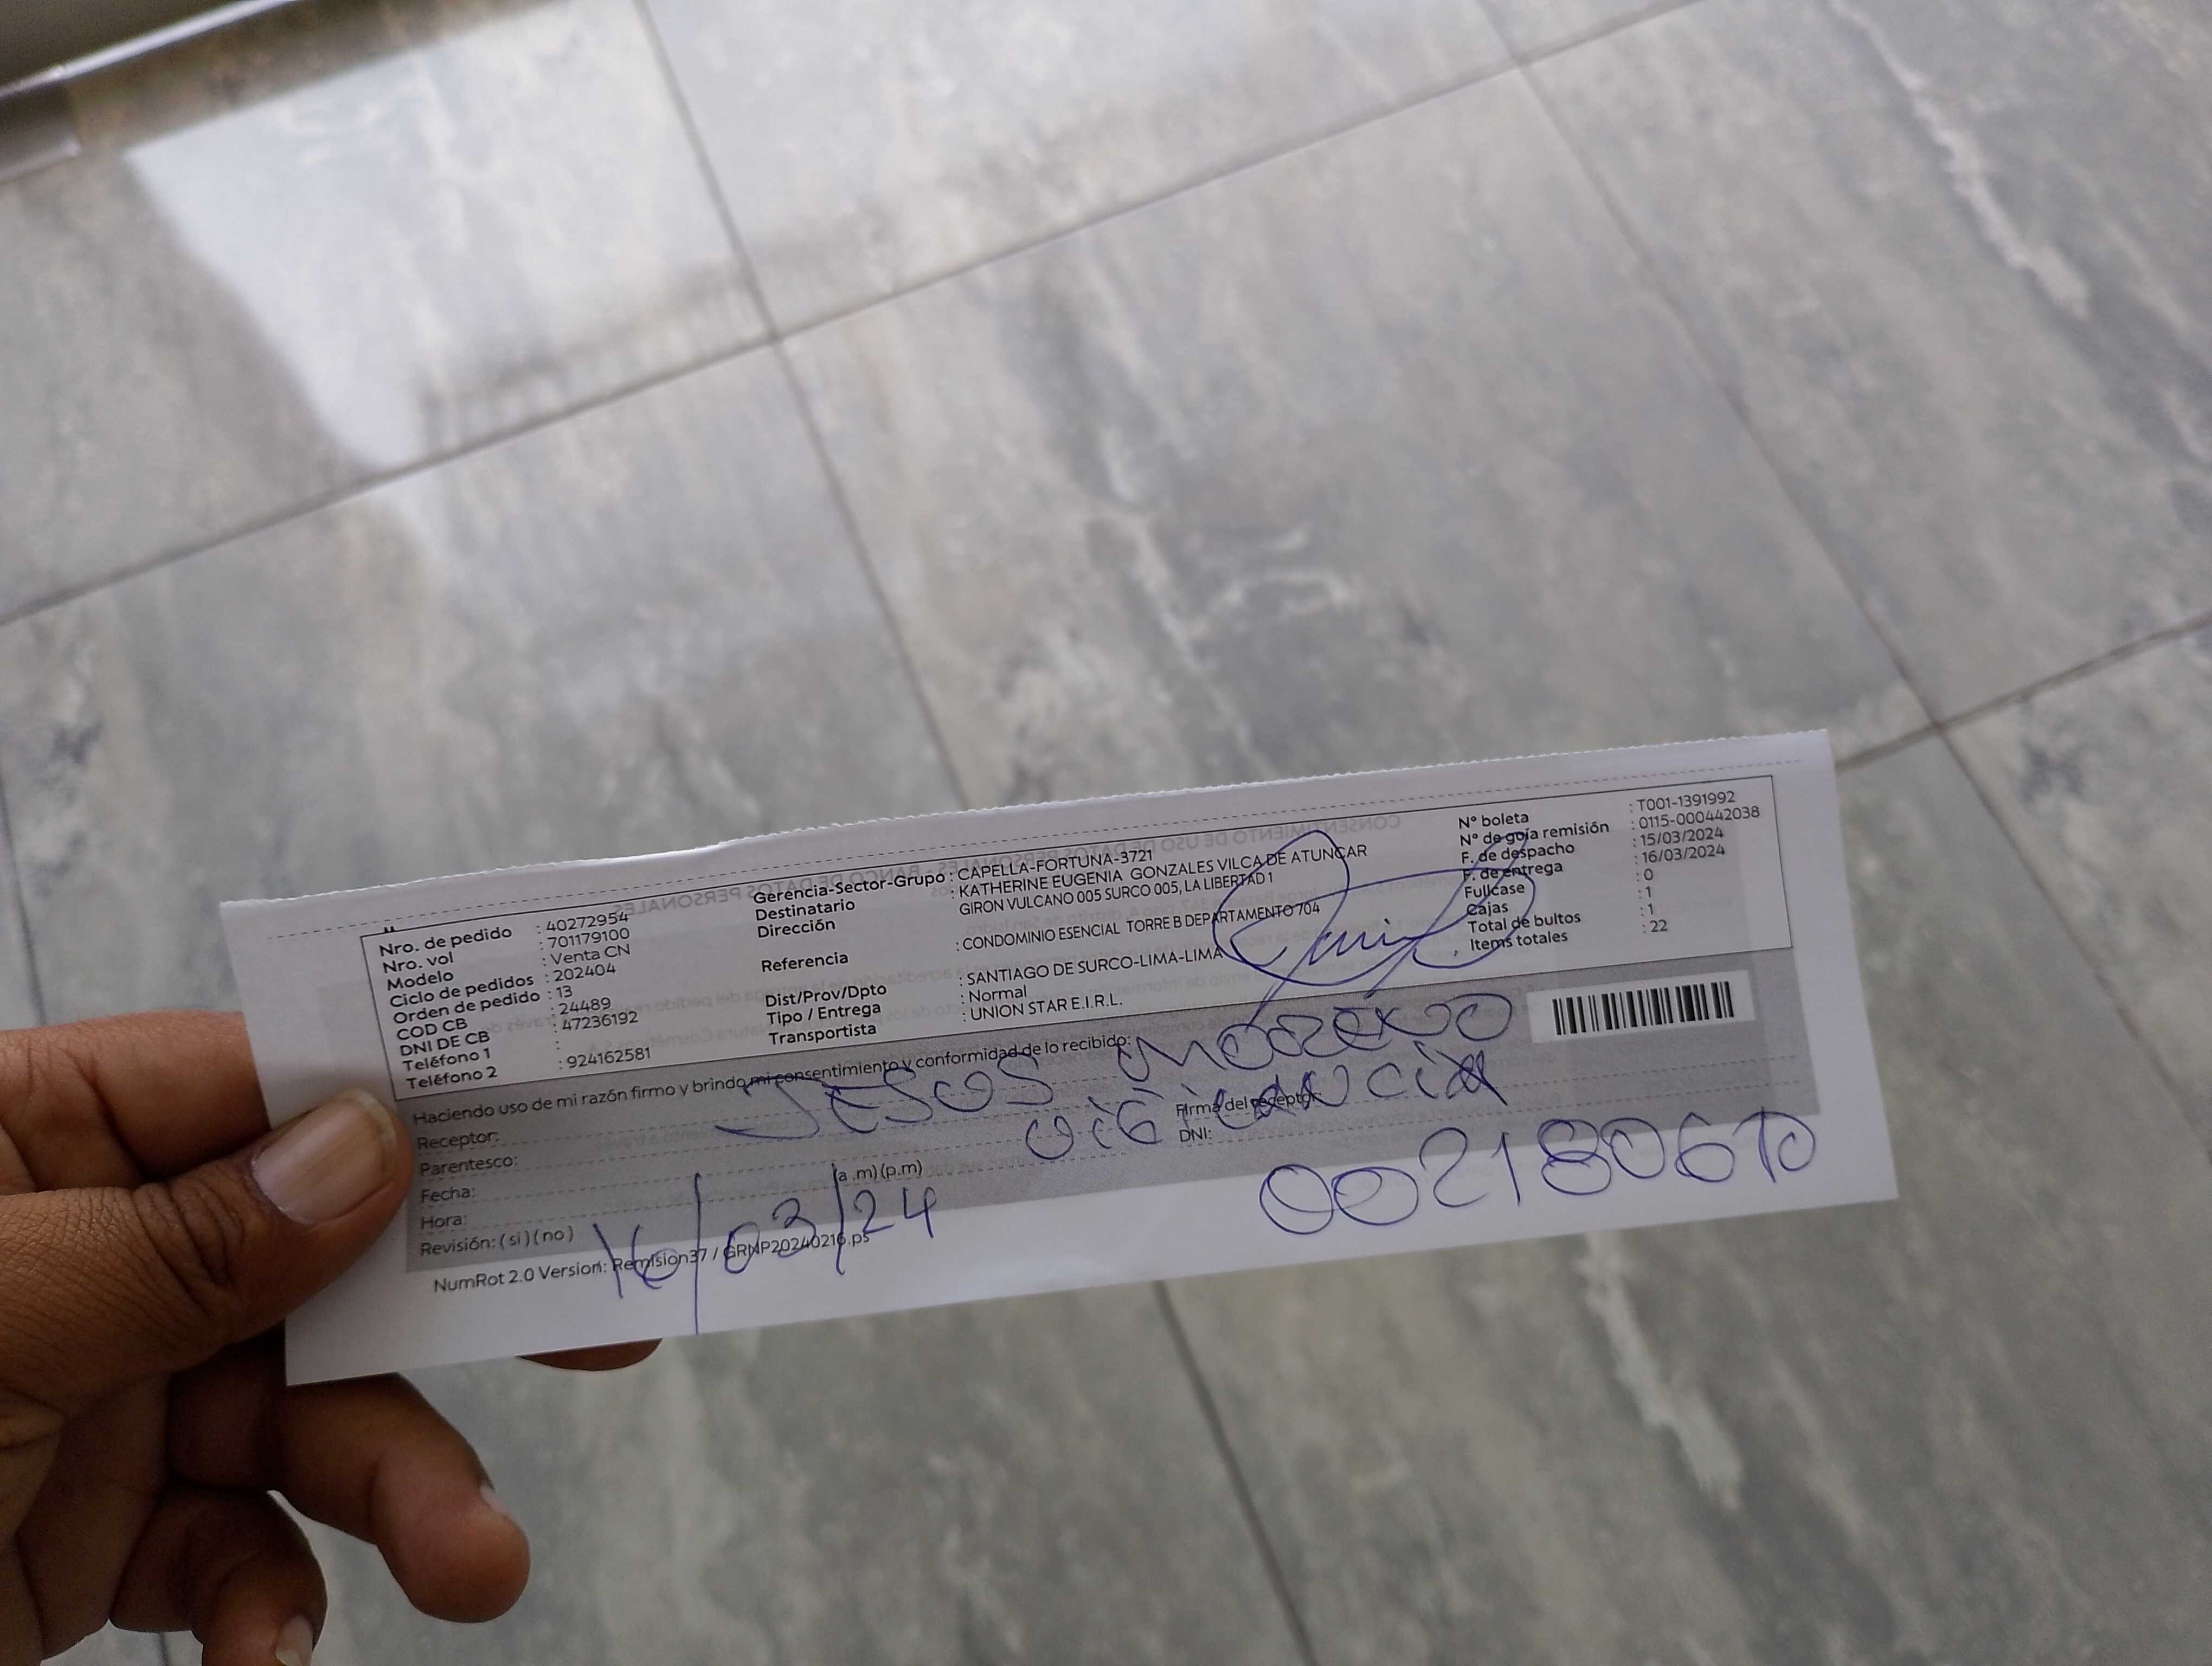 Nro. de pedido : 40272954
Nro. vol : 701179100
Modelo : Venta CN
Ciclo de pedidos : 202404
Orden de pedido : 13
COD CB : 24489
DNI DE CB : 47236192
Teléfono 1 :
Teléfono 2 : 924162581
Gerencia-Sector-Grupo : CAPELLA-FORTUNA-3721
Destinatario : KATHERINE EUGENIA GONZALES VILCA DE ATUNCAR
Dirección GIRON VULCANO 005 SURCO 005, LA LIBERTAD 1
Referencia : CONDOMINIO ESENCIAL TORRE B DEPARTAMENTO 704
Dist/Prov/Dpto : SANTIAGO DE SURCO-LIMA-LIMA
Tipo / Entrega : Normal
Transportista : UNION STAR E.I.R.L.
N° boleta : T001-1391992
N° de guía remisión : 0115-000442038
F. de despacho : 15/03/2024
F. de entrega : 16/03/2024
Fullcase : 0
Cajas : 1
Total de bultos : 1
Items totales : 22
Haciendo uso de mi razón firmo y brindo mi consentimiento y conformidad de lo recibido:
Receptor: JESOS MORENO
Parentesco: VIGILANCIA
Firma del receptor:
DNI: 002180610
Fecha: 16/03/24
Hora: (a .m) (p.m)
Revisión: ( si ) ( no )
NumRot 2.0 Version: Remision37 / GRNP20240216.ps